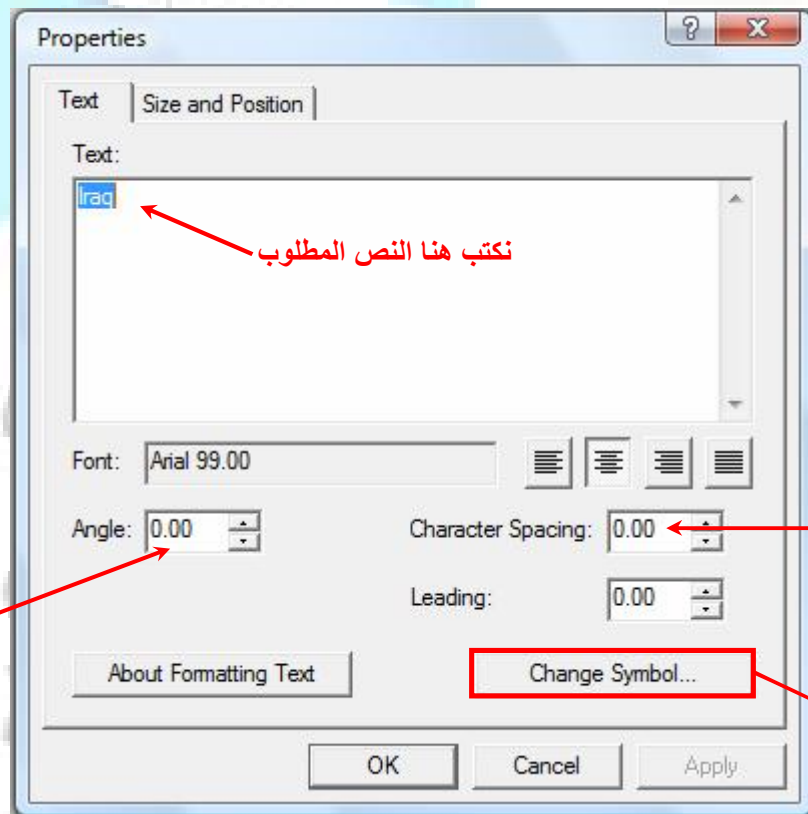 Properties
Text
Size and Position
Text:
Iraq
نكتب هنا النص المطلوب
Font:
Arial 99.00
Angle:
0.00
Character Spacing:
0.00
Leading:
0.00
About Formatting Text
Change Symbol...
OK
Cancel
Apply